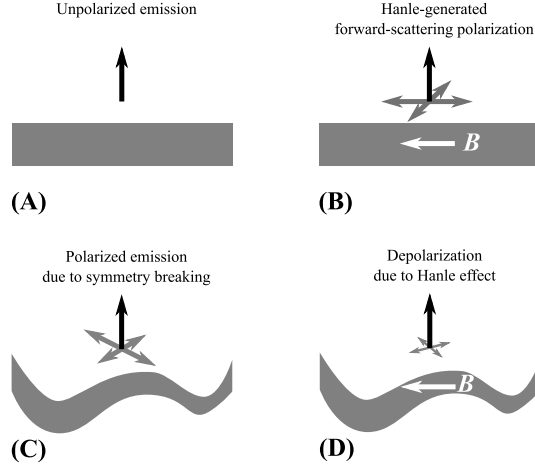 Unpolarized emission
Hanle-generated
forward-scattering polarization
B
(A)
(B)
Polarized emission
due to symmetry breaking
Depolarization
due to Hanle effect
B
(C)
(D)